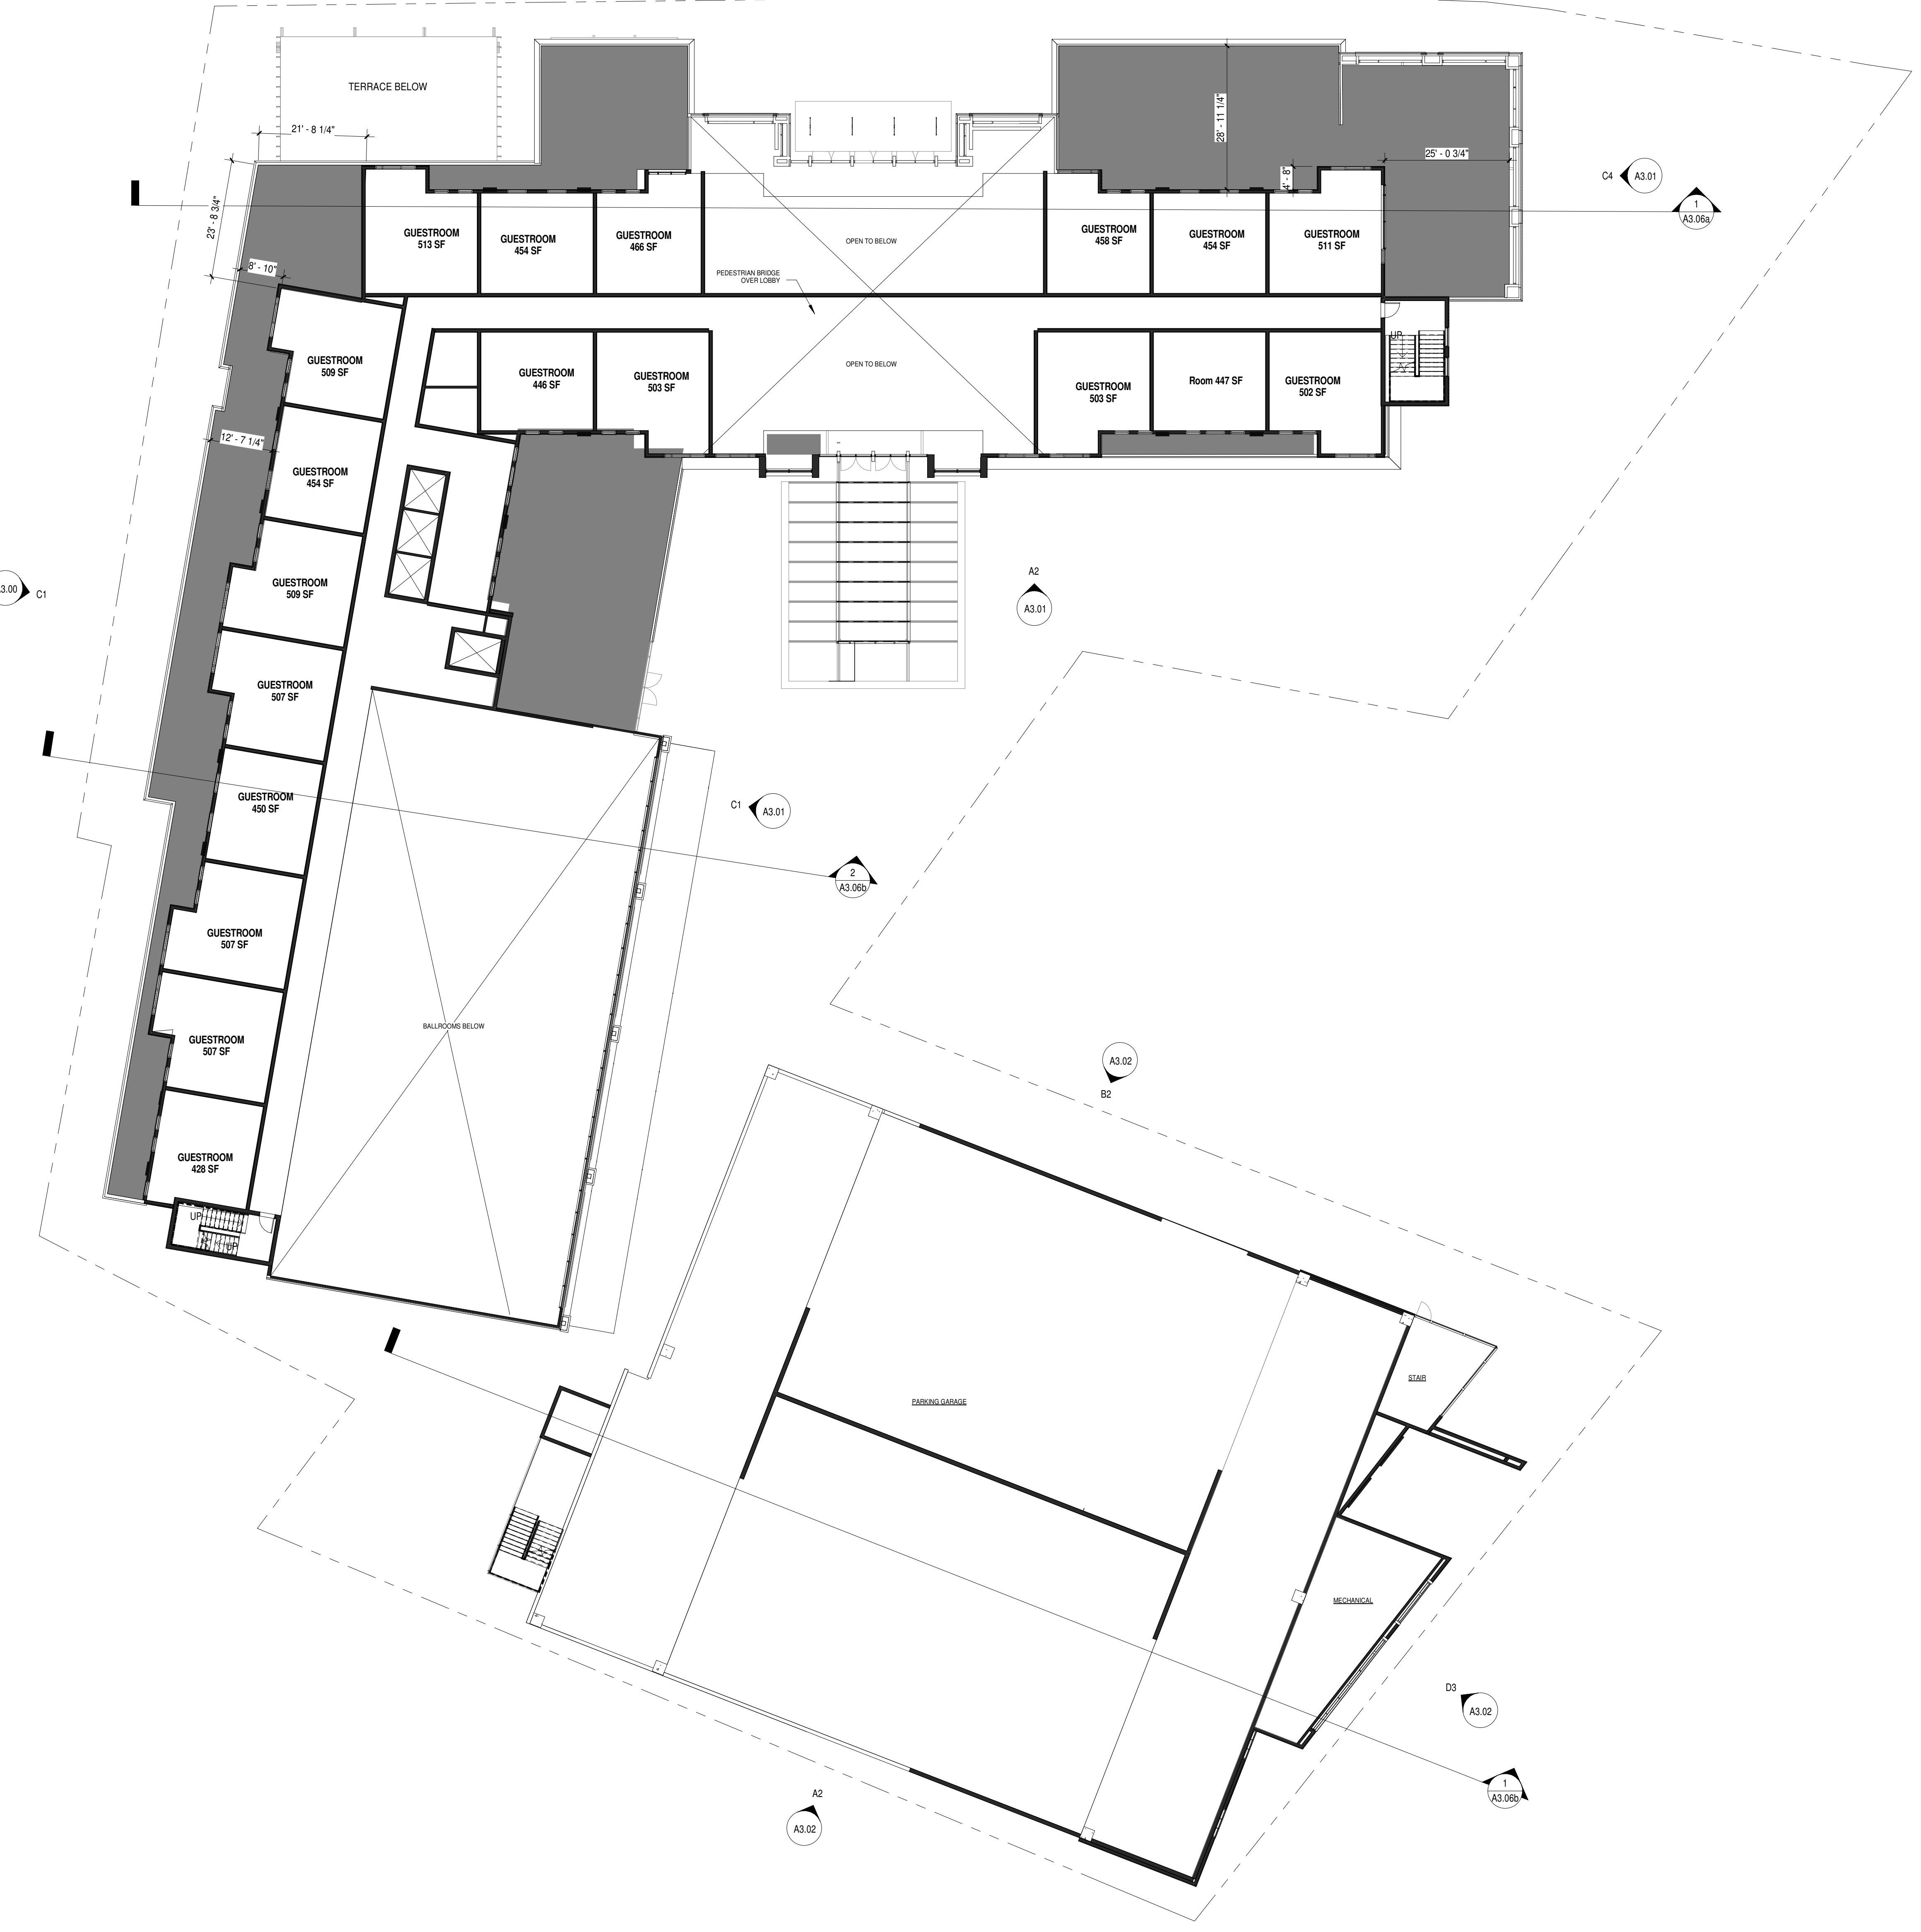 TERRACE BELOW
21' - 8 1/4"
28' - 11 1/4"
25' - 0 3/4"
4' - 8"
C4
A3.01
1
A3.06a
23' - 8 3/4"
8' - 10"
GUESTROOM
513 SF
GUESTROOM
454 SF
GUESTROOM
466 SF
OPEN TO BELOW
GUESTROOM
458 SF
GUESTROOM
454 SF
GUESTROOM
511 SF
PEDESTRIAN BRIDGE
OVER LOBBY
UP
GUESTROOM
509 SF
GUESTROOM
446 SF
GUESTROOM
503 SF
OPEN TO BELOW
GUESTROOM
503 SF
Room 447 SF
GUESTROOM
502 SF
12' - 7 1/4"
GUESTROOM
454 SF
GUESTROOM
509 SF
C1
A2
A3.01
GUESTROOM
507 SF
GUESTROOM
450 SF
C1
A3.01
2
A3.06b
GUESTROOM
507 SF
BALLROOMS BELOW
GUESTROOM
507 SF
A3.02
B2
GUESTROOM
428 SF
UP
UP
PARKING GARAGE
STAIR
MECHANICAL
D3
A3.02
1
A3.06b
A2
A3.02